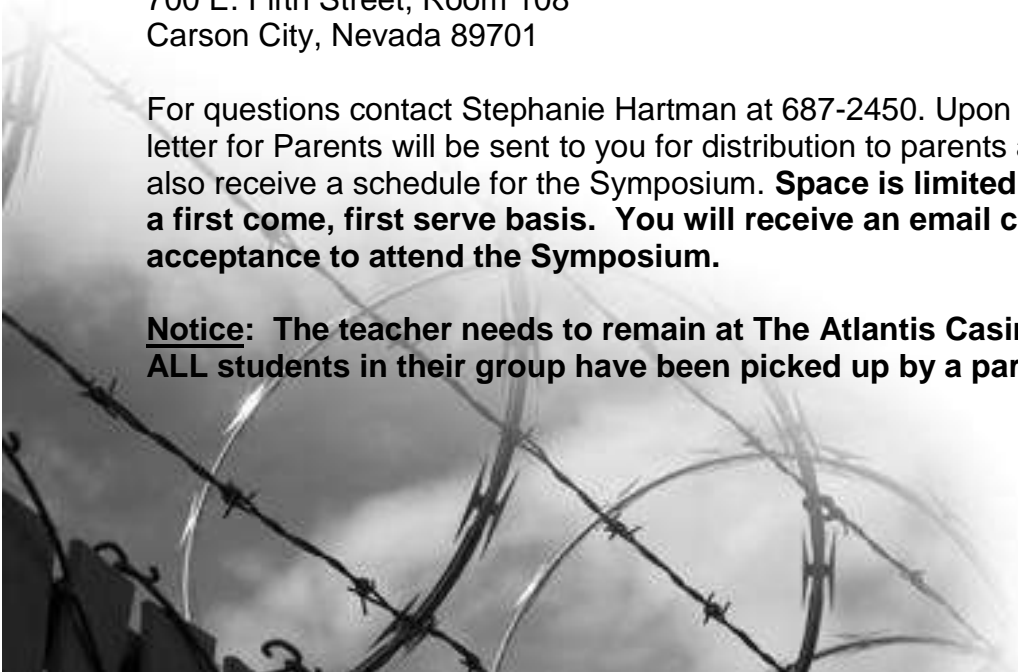 700 E. Fifth Street, Room 108
Carson City, Nevada 89701
For questions contact Stephanie Hartman at 687-2450. Upon
letter for Parents will be sent to you for distribution to parents
also receive a schedule for the Symposium. Space is limited
a first come, first serve basis. You will receive an email
acceptance to attend the Symposium.
Notice: The teacher needs to remain at The Atlantis
ALL students in their group have been picked up by a